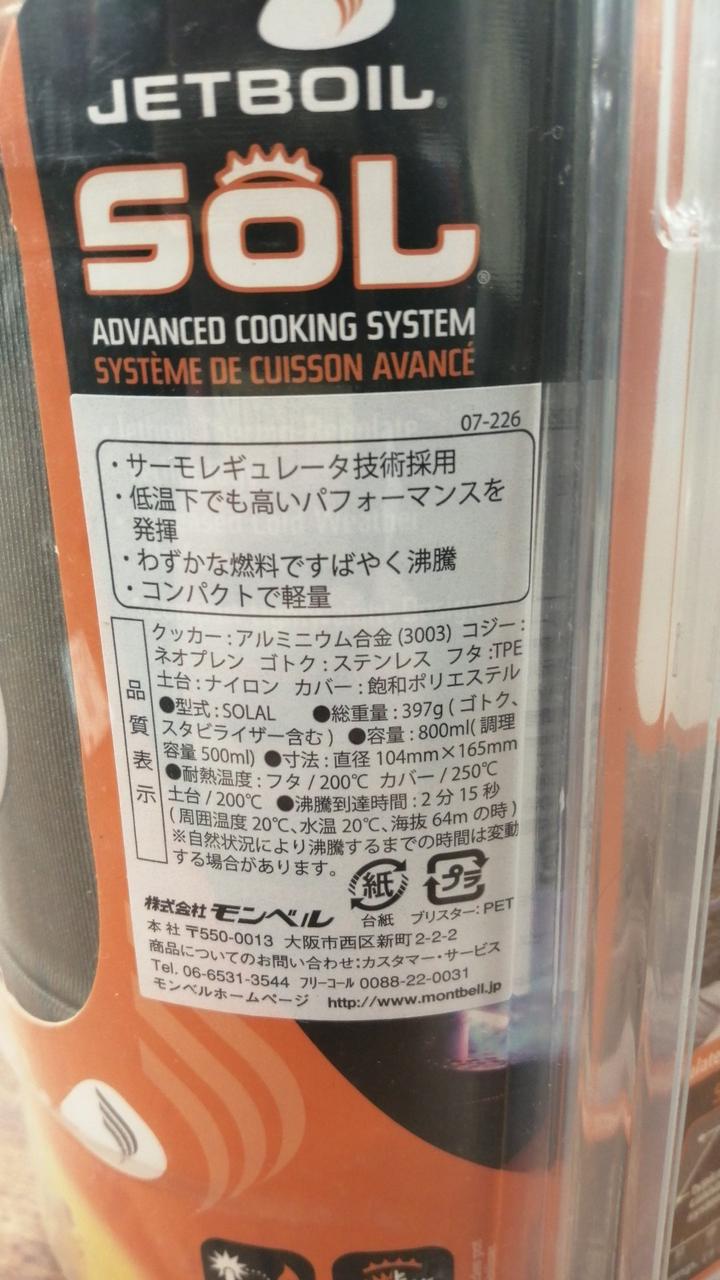 JETBOIL
SOL®
ADVANCED COOKING SYSTEM
SYSTÈME DE CUISSON AVANCÉ
07-226
・サーモレギュレータ技術採用
・低温下でも高いパフォーマンスを
発揮
・わずかな燃料ですばやく沸騰
・コンパクトで軽量
品質表示
クッカー:アルミニウム合金(3003) コジー:
ネオプレン ゴトク:ステンレス フタ:TPE
土台:ナイロン カバー:飽和ポリエステル
●型式:SOLAL ●総重量:397g(ゴトク、
スタビライザー含む) ●容量:800ml(調理
容量500ml) ●寸法:直径104mm×165mm
●耐熱温度:フタ/200℃ カバー/250℃
土台/200℃ ●沸騰到達時間:2分15秒
(周囲温度20℃、水温20℃、海抜64mの時)
※自然状況により沸騰するまでの時間は変動
する場合があります。
紙 プラ
台紙 ブリスター:PET
株式会社モンベル
本社 〒550-0013 大阪市西区新町2-2-2
商品についてのお問い合わせ:カスタマー・サービス
Tel. 06-6531-3544 フリーコール 0088-22-0031
モンベルホームページ http://www.montbell.jp